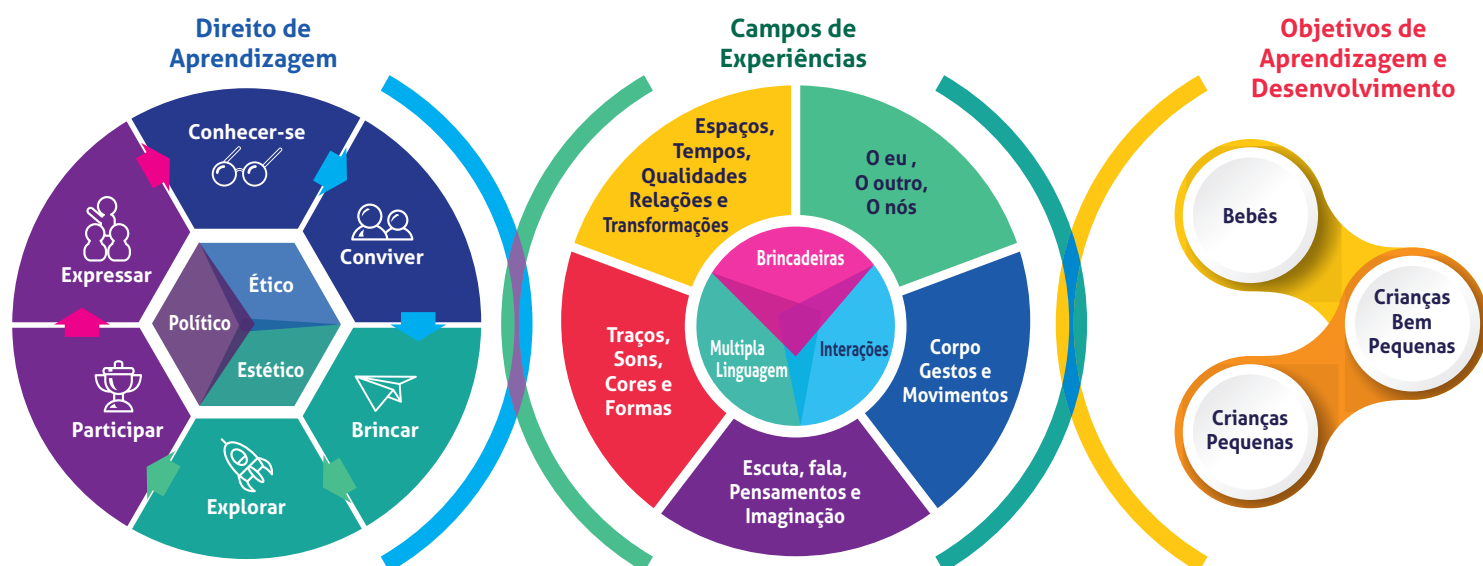 Direito de
Aprendizagem
Conhecer-se
Conviver
Brincar
Explorar
Participar
Expressar
Ético
Político
Estético
Campos de
Experiências
Espaços,
Tempos,
Qualidades
Relações e
Transformações
O eu ,
O outro,
O nós
Corpo
Gestos e
Movimentos
Escuta, fala,
Pensamentos e
Imaginação
Traços,
Sons,
Cores e
Formas
Brincadeiras
Interações
Multipla
Linguagem
Objetivos de
Aprendizagem e
Desenvolvimento
Bebês
Crianças
Bem
Pequenas
Crianças
Pequenas